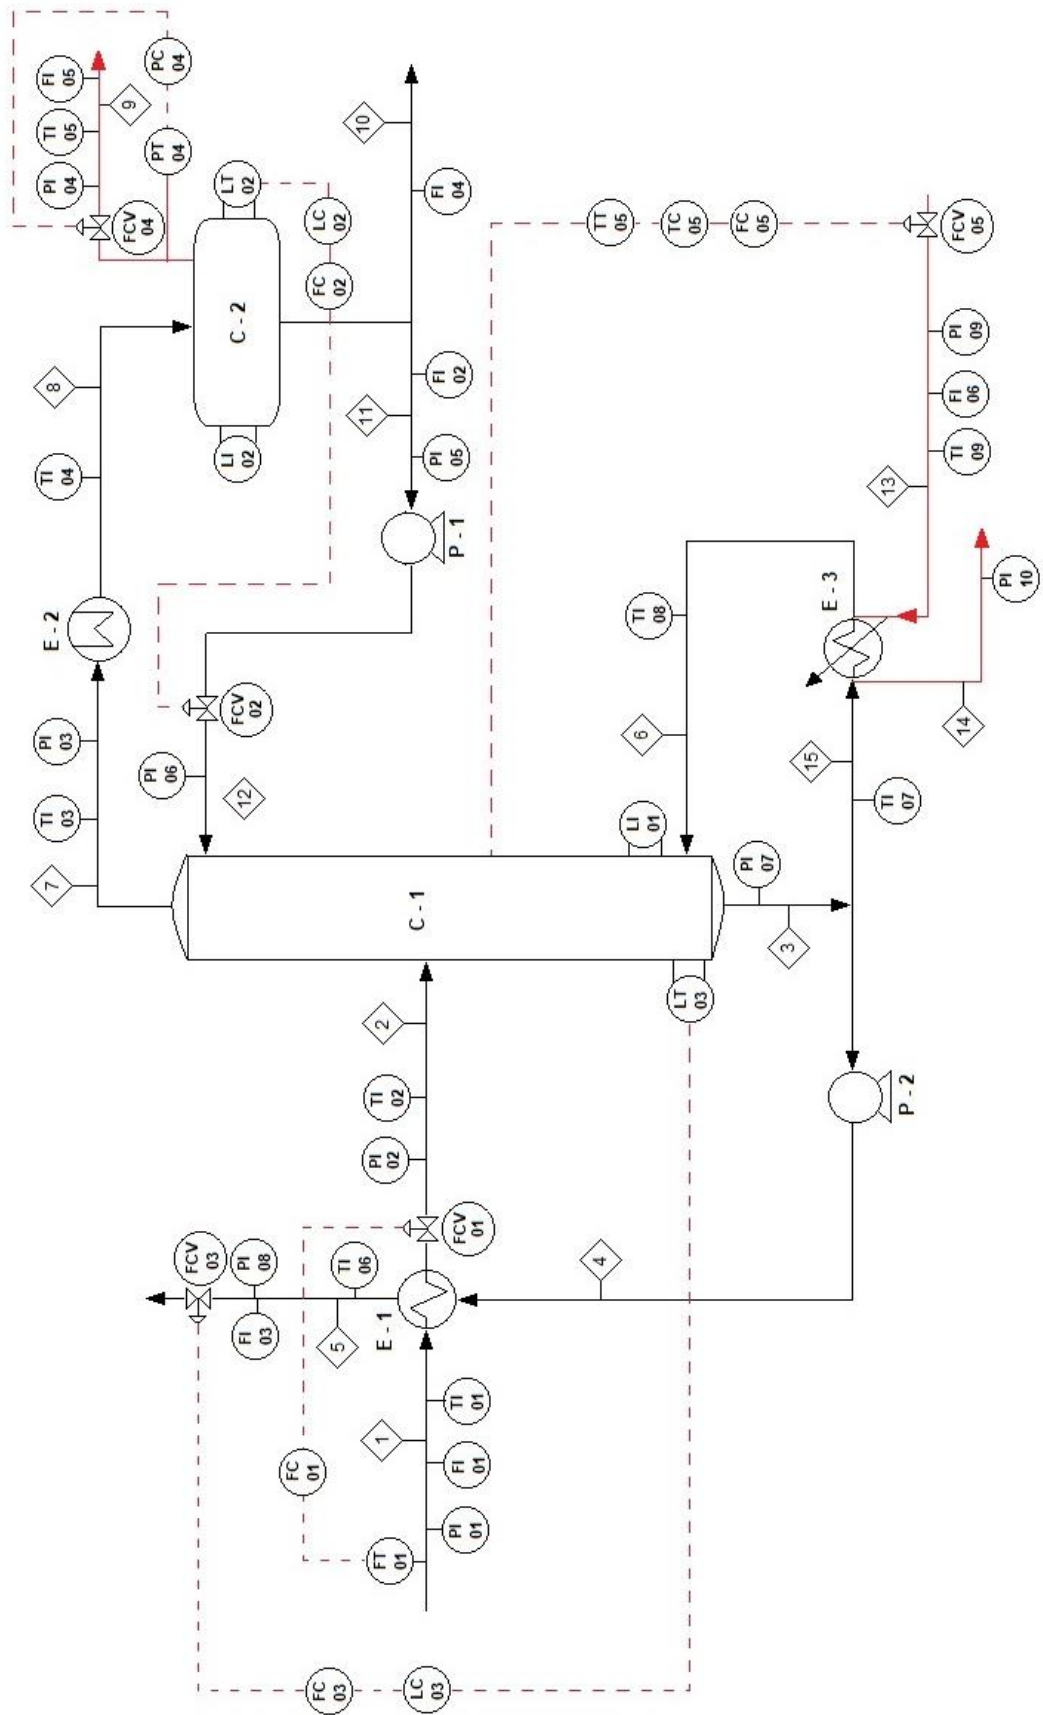 7
TI
03
PI
03
E - 2
TI
04
8
PI
04
TI
05
FI
05
9
FCV
04
PT
04
PC
04
PI
06
FCV
02
12
LI
02
C - 2
LT
02
LC
02
FC
02
FCV
03
PI
08
FI
03
TI
06
5
E - 1
FC
01
FC
03
LC
03
FT
01
PI
01
FI
01
1
TI
01
FCV
01
PI
02
TI
02
2
C - 1
P - 1
PI
05
11
FI
02
10
FI
04
4
LT
03
LI
01
6
TI
08
TT
05
TC
05
FC
05
PI
07
3
P - 2
15
TI
07
E - 3
13
TI
09
FI
06
PI
09
FCV
05
14
PI
10